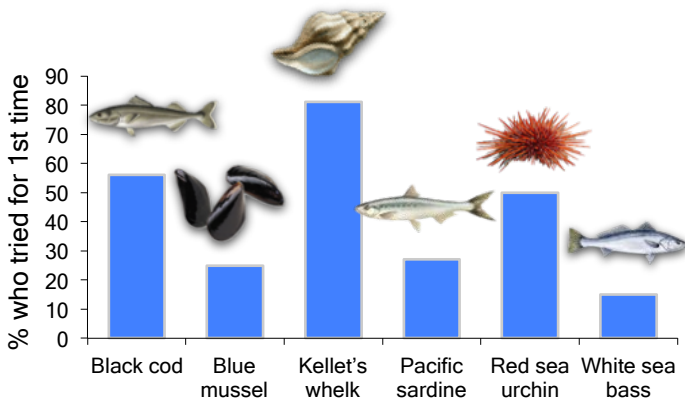 % who tried for 1st time
90
80
70
60
50
40
30
20
10
0
Black cod
Blue
mussel
Kellet's
whelk
Pacific
sardine
Red sea
urchin
White sea
bass